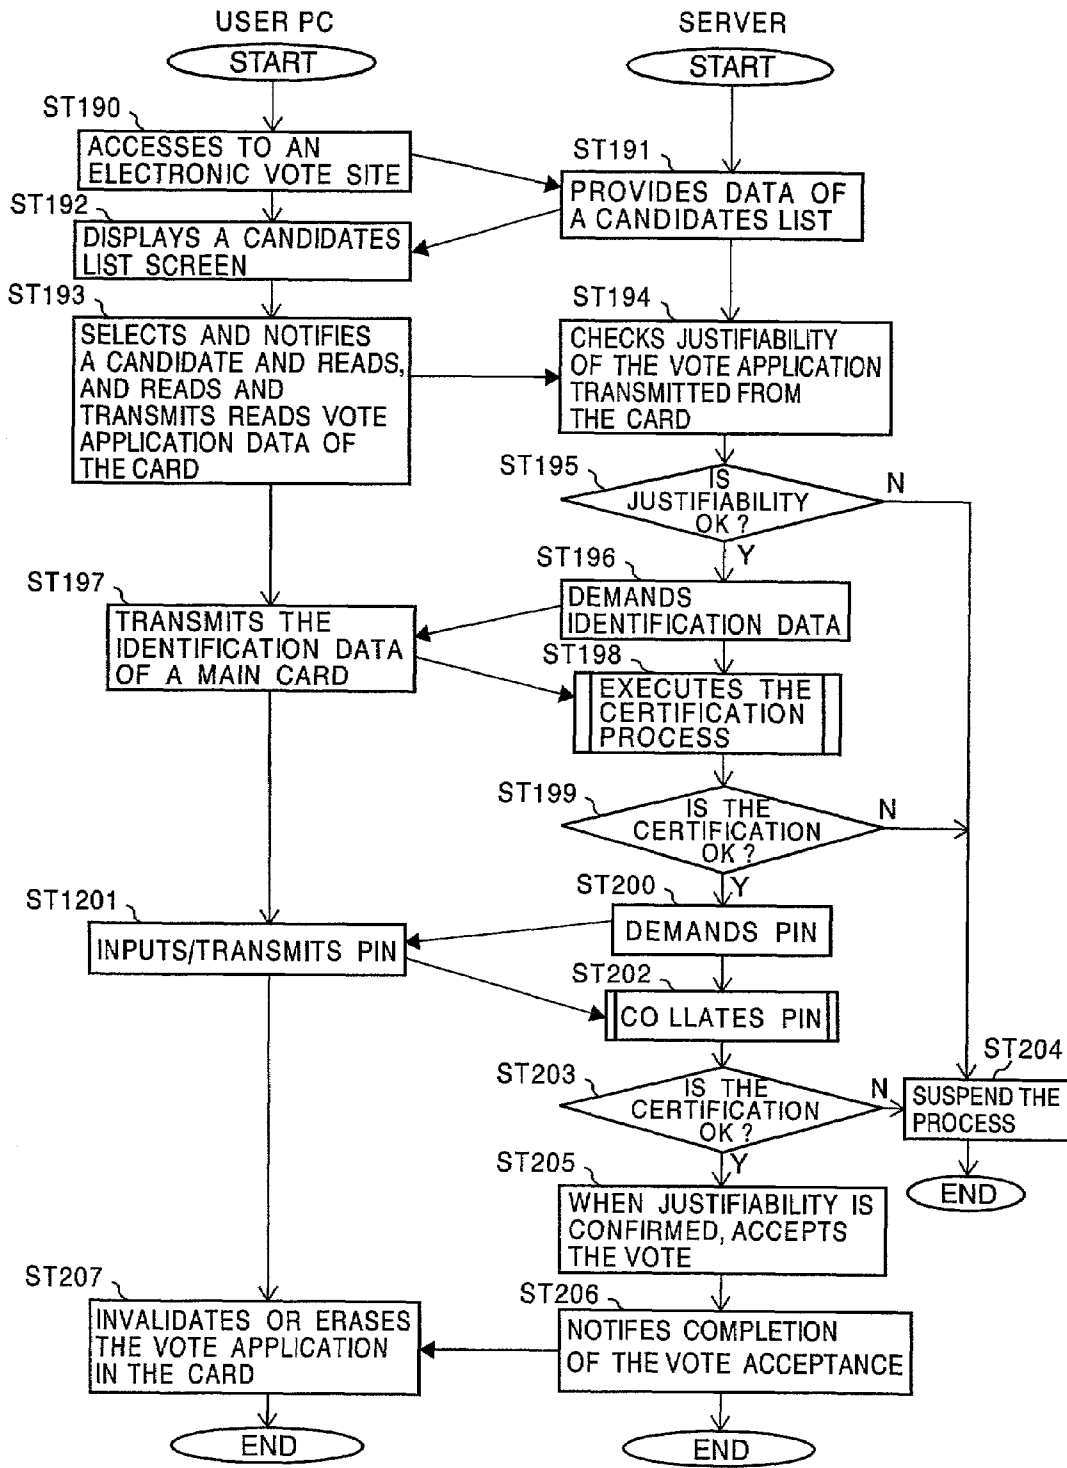 USER PC
SERVER
START
START
ST190
ACCESSES TO AN
ELECTRONIC VOTE SITE
ST191
PROVIDES DATA OF
A CANDIDATES LIST
ST192
DISPLAYS A CANDIDATES
LIST SCREEN
ST193
SELECTS AND NOTIFIES
A CANDIDATE AND READS,
AND READS AND
TRANSMITS READS VOTE
APPLICATION DATA OF
THE CARD
ST194
CHECKS JUSTIFIABILITY
OF THE VOTE APPLICATION
TRANSMITTED FROM
THE CARD
ST195
IS
JUSTIFIABILITY
OK ?
N
Y
ST196
DEMANDS
IDENTIFICATION DATA
ST197
TRANSMITS THE
IDENTIFICATION DATA
OF A MAIN CARD
ST198
EXECUTES THE
CERTIFICATION
PROCESS
ST199
IS THE
CERTIFICATION
OK ?
N
Y
ST200
DEMANDS PIN
ST1201
INPUTS/TRANSMITS PIN
ST202
CO LLATES PIN
ST203
IS THE
CERTIFICATION
OK ?
N
Y
ST204
SUSPEND THE
PROCESS
END
ST205
WHEN JUSTIFIABILITY IS
CONFIRMED, ACCEPTS
THE VOTE
ST206
NOTIFES COMPLETION
OF THE VOTE ACCEPTANCE
ST207
INVALIDATES OR ERASES
THE VOTE APPLICATION
IN THE CARD
END
END